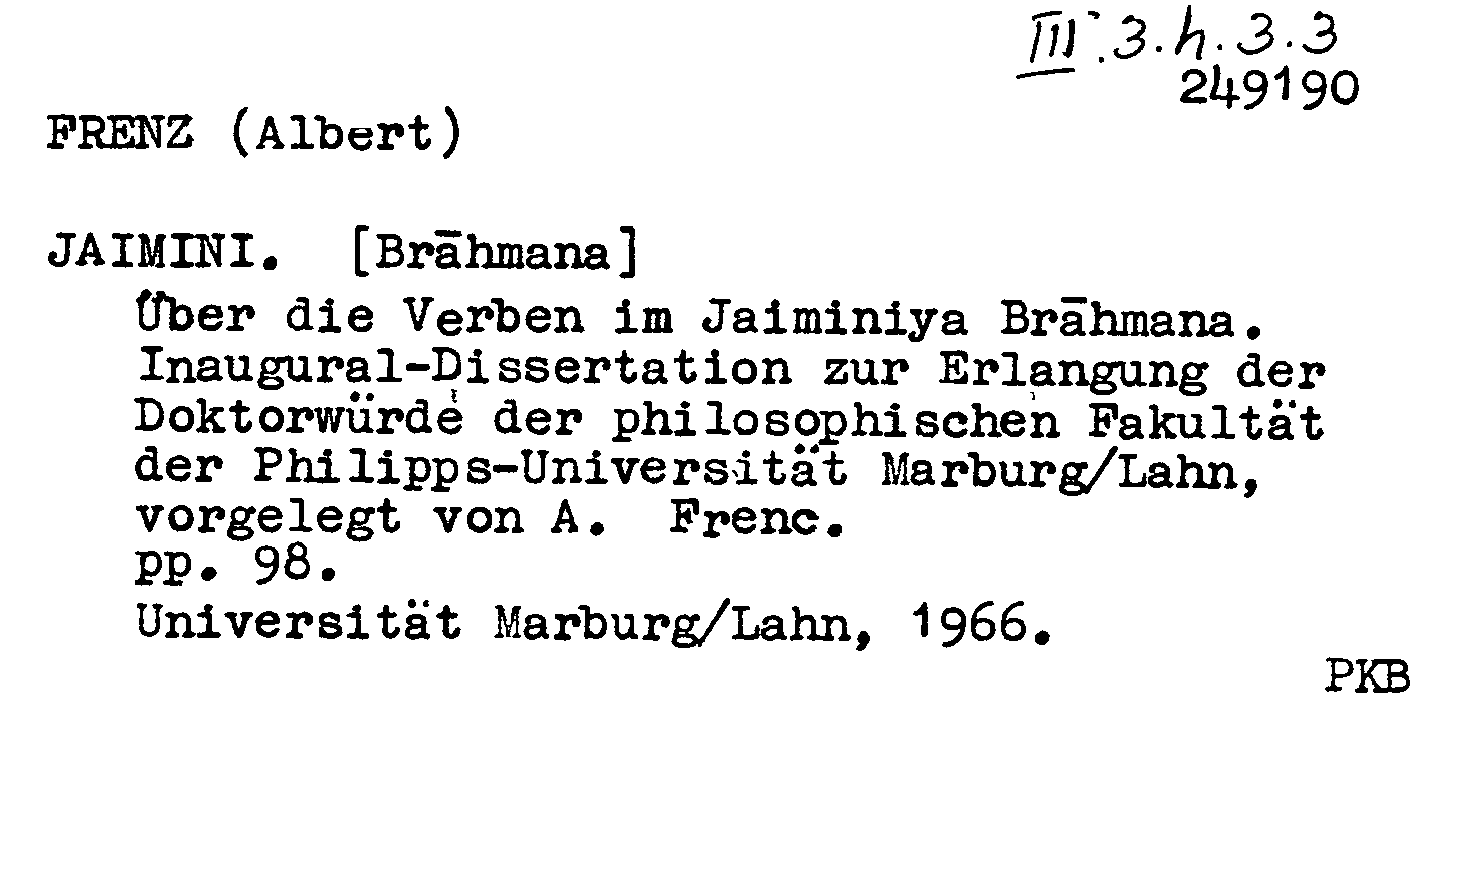 III.3.h.3.3
249190
FRENZ (Albert)
JAIMINI. [Brāhmana]
Über die Verben im Jaiminiya Brāhmana.
Inaugural-Dissertation zur Erlangung der
Doktorwürde der philosophischen Fakultät
der Philipps-Universität Marburg/Lahn,
vorgelegt von A. Frenc.
pp. 98.
Universität Marburg/Lahn, 1966.
PKB